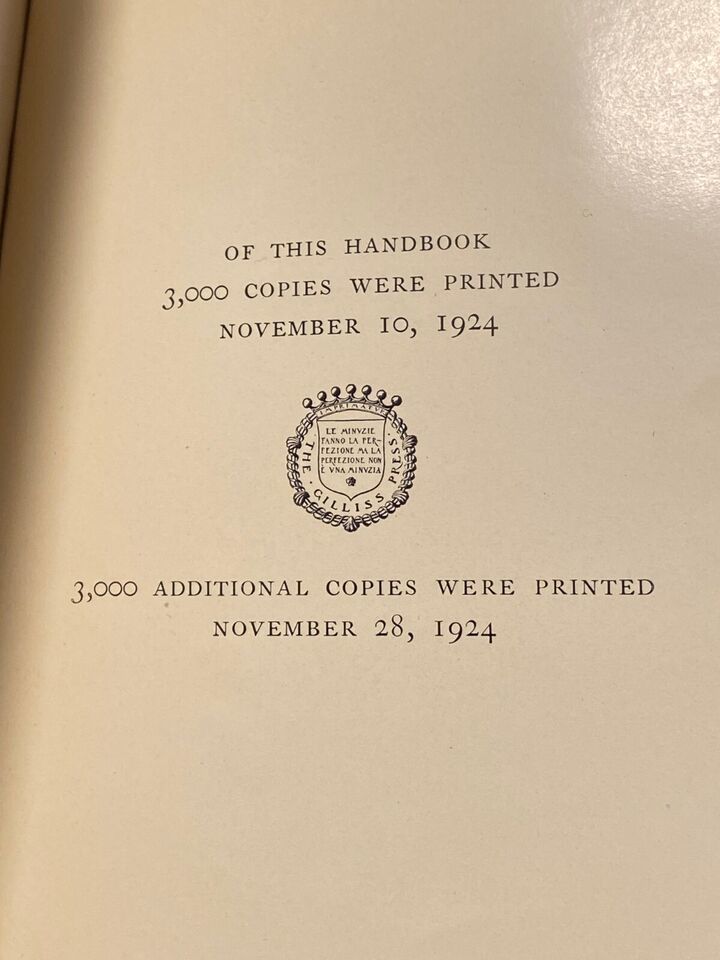 OF THIS HANDBOOK
3,000 COPIES WERE PRINTED
NOVEMBER 10, 1924
IMPRIMATVR
LE MINVZIE
FANNO LA PER-
FEZIONE MA LA
PERFEZIONE NON
È VNA MINVZIA
· THE · GILLISS PRESS ·
3,000 ADDITIONAL COPIES WERE PRINTED
NOVEMBER 28, 1924